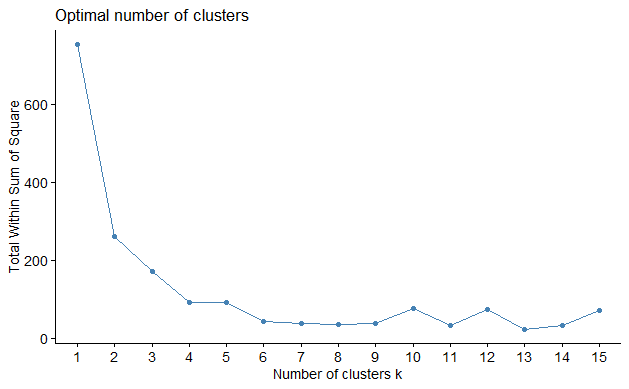 Optimal number of clusters
Total Within Sum of Square
600
400
200
0
1 2 3 4 5 6 7 8 9 10 11 12 13 14 15
Number of clusters k